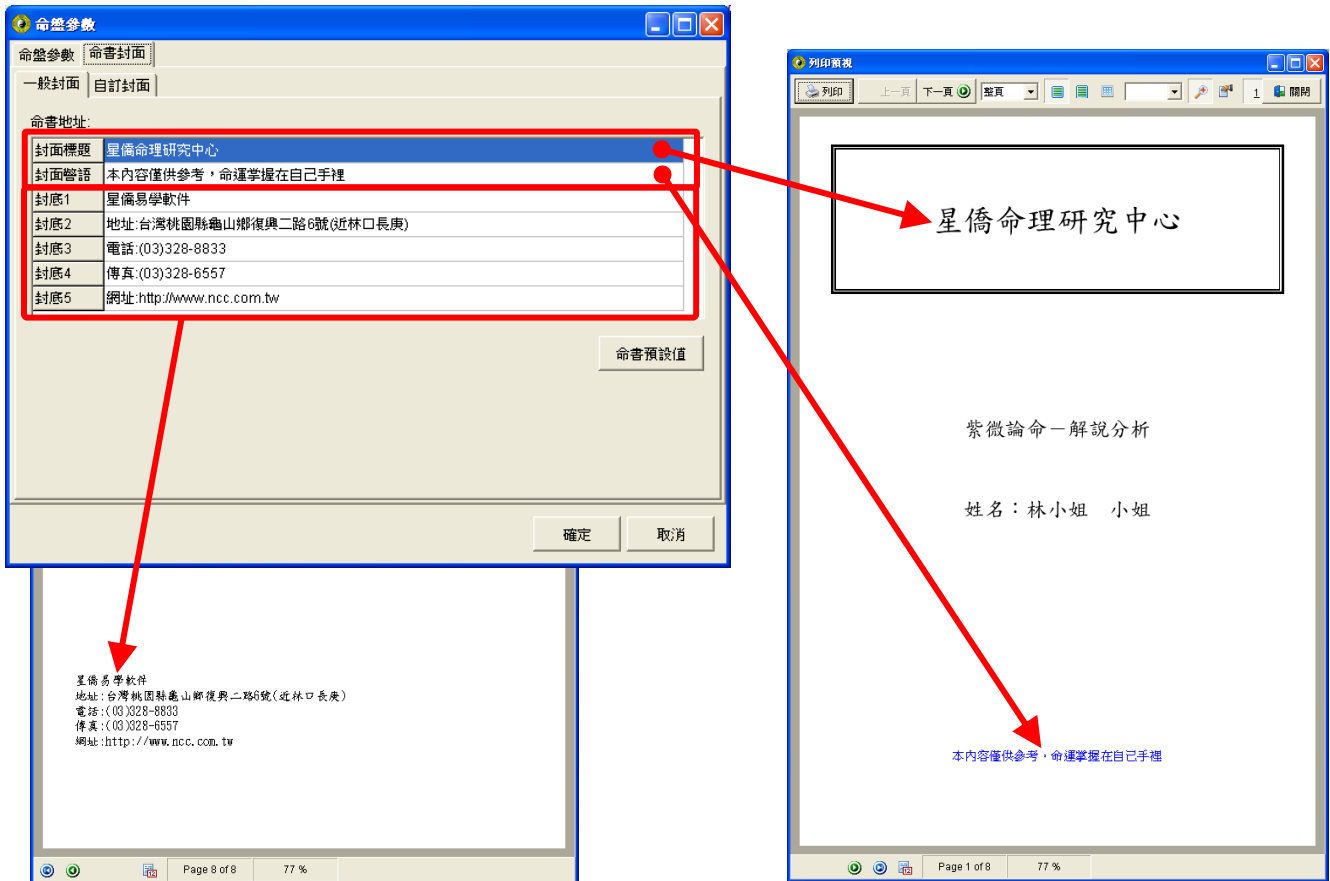 命盤參數
命盤參數 命書封面
一般封面 自訂封面
命書地址:
封面標題 星僑命理研究中心
封面警語 本內容僅供參考，命運掌握在自己手裡
封底1 星僑易學軟件
封底2 地址:台灣桃園縣龜山鄉復興二路6號(近林口長庚)
封底3 電話:(03)328-8833
封底4 傳真:(03)328-6557
封底5 網址:http://www.ncc.com.tw
命書預設值
確定 取消
星僑易學軟件
地址:台灣桃園縣龜山鄉復興二路6號(近林口長庚)
電話:(03)328-8833
傳真:(03)328-6557
網址:http://www.ncc.com.tw
Page 8 of 8 77 %
列印預視
列印 上一頁 下一頁 整頁 1 關閉
星僑命理研究中心
紫微論命－解說分析
姓名：林小姐 小姐
本內容僅供參考，命運掌握在自己手裡
Page 1 of 8 77 %